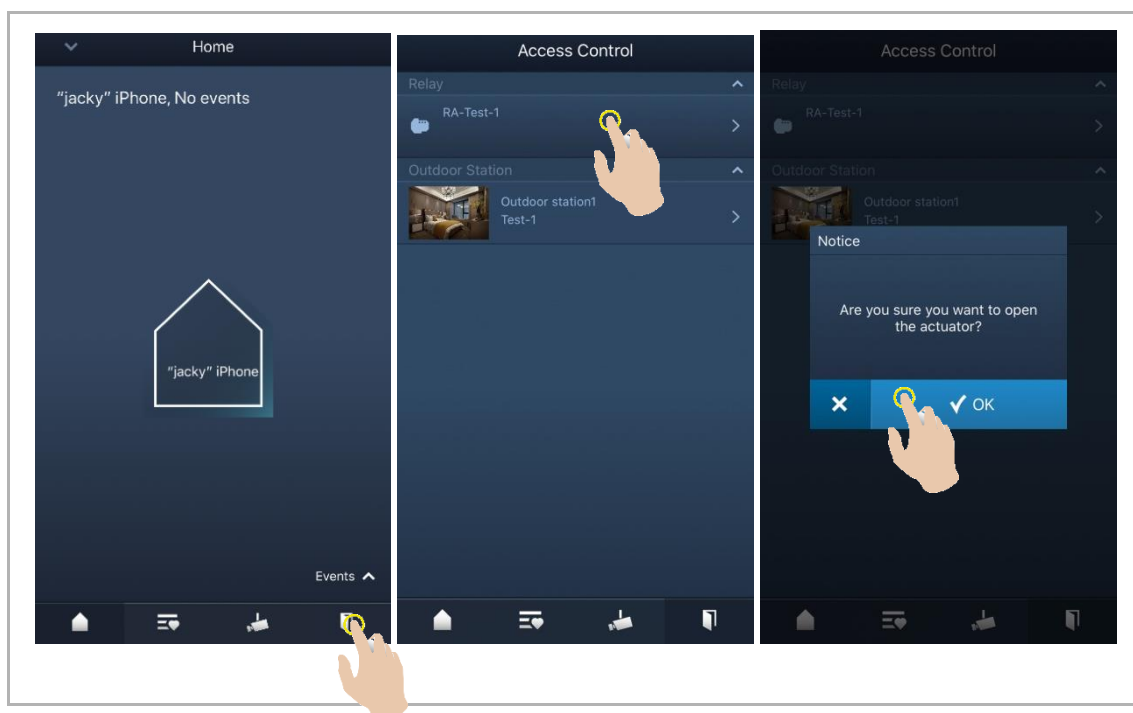 Home
"jacky" iPhone, No events
"jacky" iPhone
Events
Access Control
Relay
RA-Test-1
Outdoor Station
Outdoor station1
Test-1
Access Control
Relay
RA-Test-1
Outdoor Station
Outdoor station1
Test-1
Notice
Are you sure you want to open
the actuator?
OK